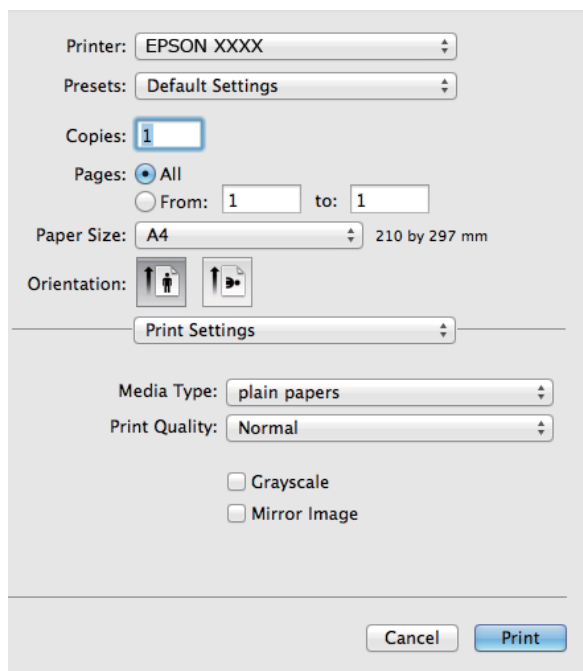 Printer: EPSON XXXX
Presets: Default Settings
Copies: 1
Pages: All
From: 1 to: 1
Paper Size: A4 210 by 297 mm
Orientation:
Print Settings
Media Type: plain papers
Print Quality: Normal
Grayscale
Mirror Image
Cancel Print